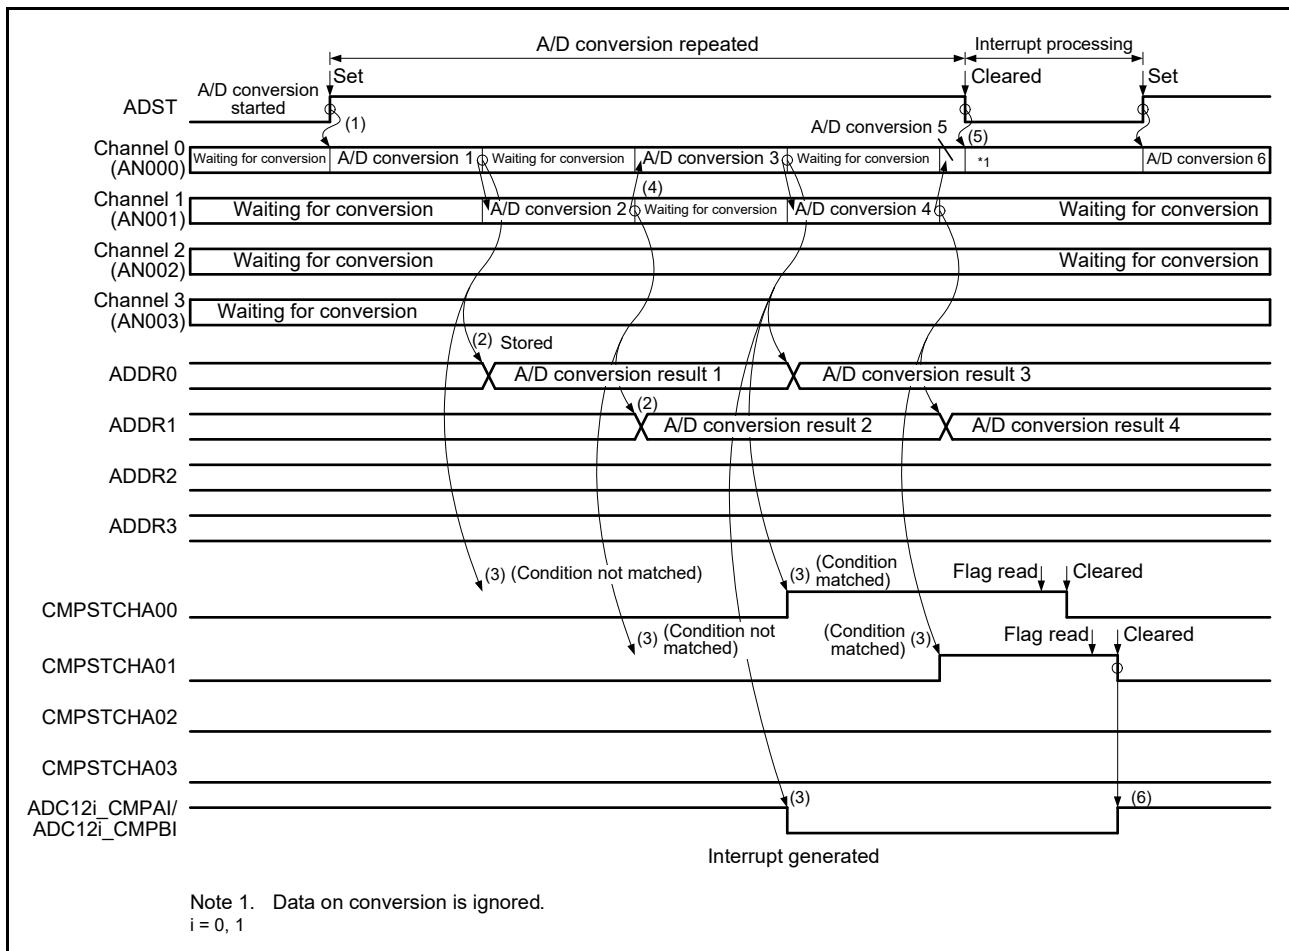 A/D conversion repeated
Interrupt processing
Set
Cleared
Set
A/D conversion
started
ADST
(1)
A/D conversion 5
(5)
Channel 0
(AN000)
Waiting for conversion
A/D conversion 1
Waiting for conversion
A/D conversion 3
Waiting for conversion
*1
A/D conversion 6
(4)
Channel 1
(AN001)
Waiting for conversion
A/D conversion 2
Waiting for conversion
A/D conversion 4
Waiting for conversion
Channel 2
(AN002)
Waiting for conversion
Waiting for conversion
Channel 3
(AN003)
Waiting for conversion
(2) Stored
ADDR0
A/D conversion result 1
A/D conversion result 3
(2)
ADDR1
A/D conversion result 2
A/D conversion result 4
ADDR2
ADDR3
(3) (Condition not matched)
(3) (Condition
matched)
Flag read
Cleared
CMPSTCHA00
(3) (Condition not
matched)
(Condition
matched) (3)
Flag read
Cleared
CMPSTCHA01
CMPSTCHA02
CMPSTCHA03
ADC12i_CMPAI/
ADC12i_CMPBI
(3)
(6)
Interrupt generated
Note 1. Data on conversion is ignored.
i = 0, 1